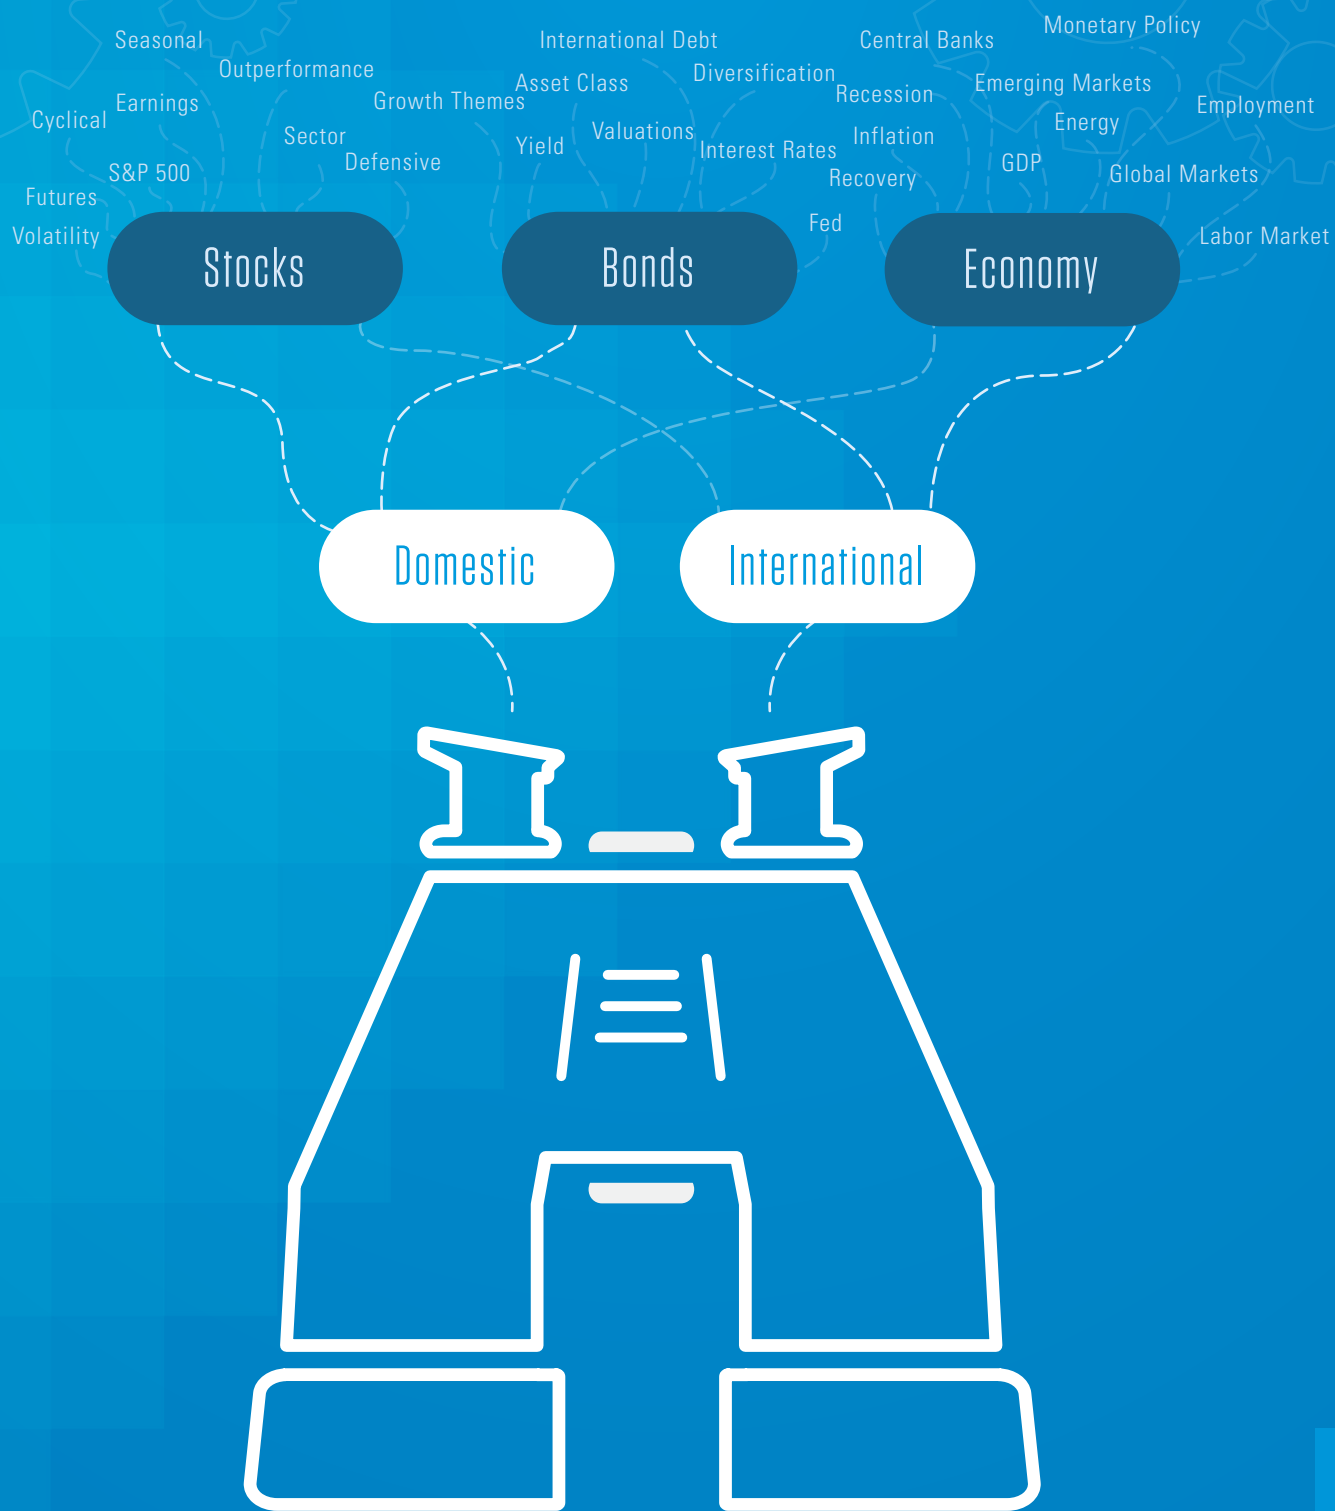 Monetary Policy
Seasonal
International Debt
Central Banks
Outperformance
Diversification
Asset Class
Emerging Markets
Recession
Growth Themes
Earnings
Employment
Cyclical
Energy
Valuations
Sector
Inflation
Yield
Interest Rates
Defensive
GDP
S&P 500
Global Markets
Recovery
Futures
Fed
Volatility
Labor Market
Stocks
Bonds
Economy
Domestic
International